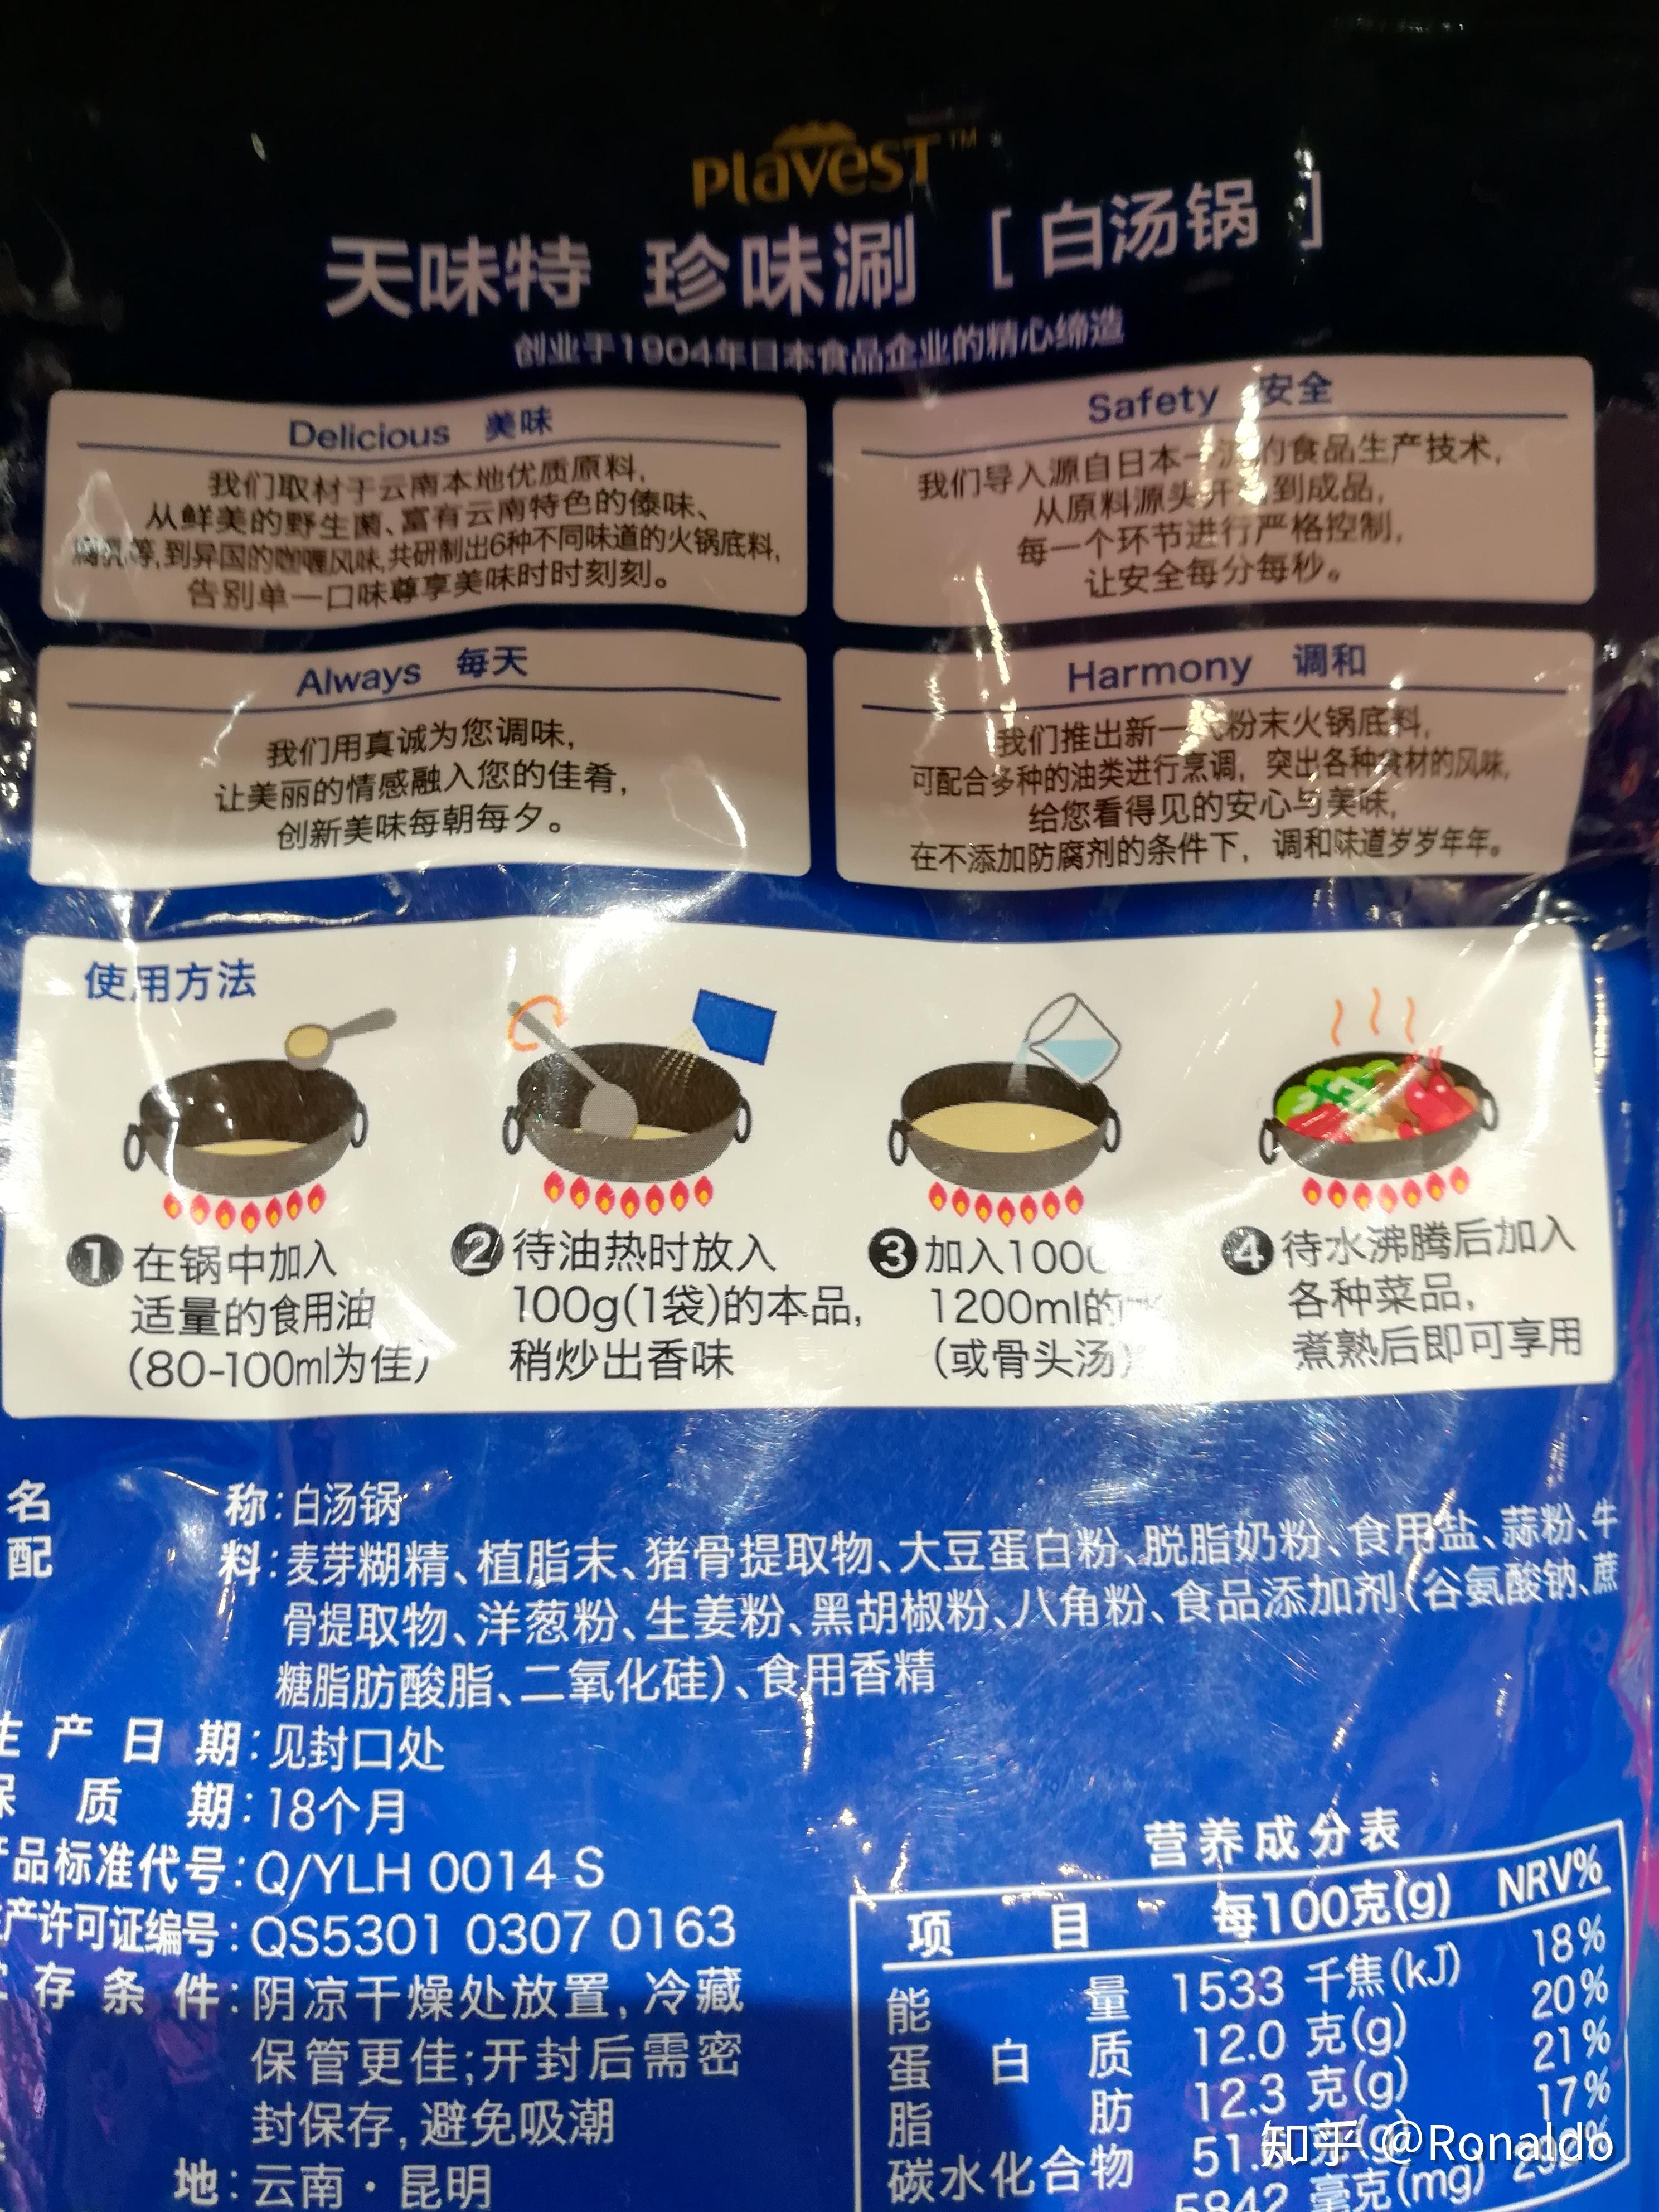 PLaveST™
天味特 珍味涮 [白汤锅]
创业于1904年日本食品企业的精心缔造
Delicious 美味
我们取材于云南本地优质原料,
从鲜美的野生菌、富有云南特色的傣味、
腐乳等,到异国的咖喱风味,共研制出6种不同味道的火锅底料,
告别单一口味尊享美味时时刻刻。
Safety 安全
我们导入源自日本一的食品生产技术,
从原料源头到成品,
每一个环节进行严格控制,
让安全每分每秒。
Always 每天
我们用真诚为您调味,
让美丽的情感融入您的佳肴,
创新美味每朝每夕。
Harmony 调和
我们推出新一粉末火锅底料,
可配合多种的油类进行烹调, 突出各种食材的风味,
给您看得见的安心与美味,
在不添加防腐剂的条件下, 调和味道岁岁年年。
使用方法
1 在锅中加入
适量的食用油
(80-100ml为佳)
2 待油热时放入
100g(1袋)的本品,
稍炒出香味
3 加入100
1200ml的
(或骨头汤)
4 待水沸腾后加入
各种菜品,
煮熟后即可享用
名 称:白汤锅
配 料:麦芽糊精、植脂末、猪骨提取物、大豆蛋白粉、脱脂奶粉、食用盐、蒜粉、牛
骨提取物、洋葱粉、生姜粉、黑胡椒粉、八角粉、食品添加剂(谷氨酸钠、蔗
糖脂肪酸脂、二氧化硅)、食用香精
生产日期:见封口处
保质期:18个月
产品标准代号:Q/YLH 0014 S
生产许可证编号:QS5301 0307 0163
存条件:阴凉干燥处放置, 冷藏
保管更佳;开封后需密
封保存, 避免吸潮
地:云南·昆明
营养成分表
项目 每100克(g) NRV%
能量 1533 千焦(kJ) 18%
蛋白质 12.0 克(g) 20%
脂肪 12.3 克(g) 21%
碳水化合物 51. (g) 17%
5842 毫克(mg)
知乎 @Ronaldo